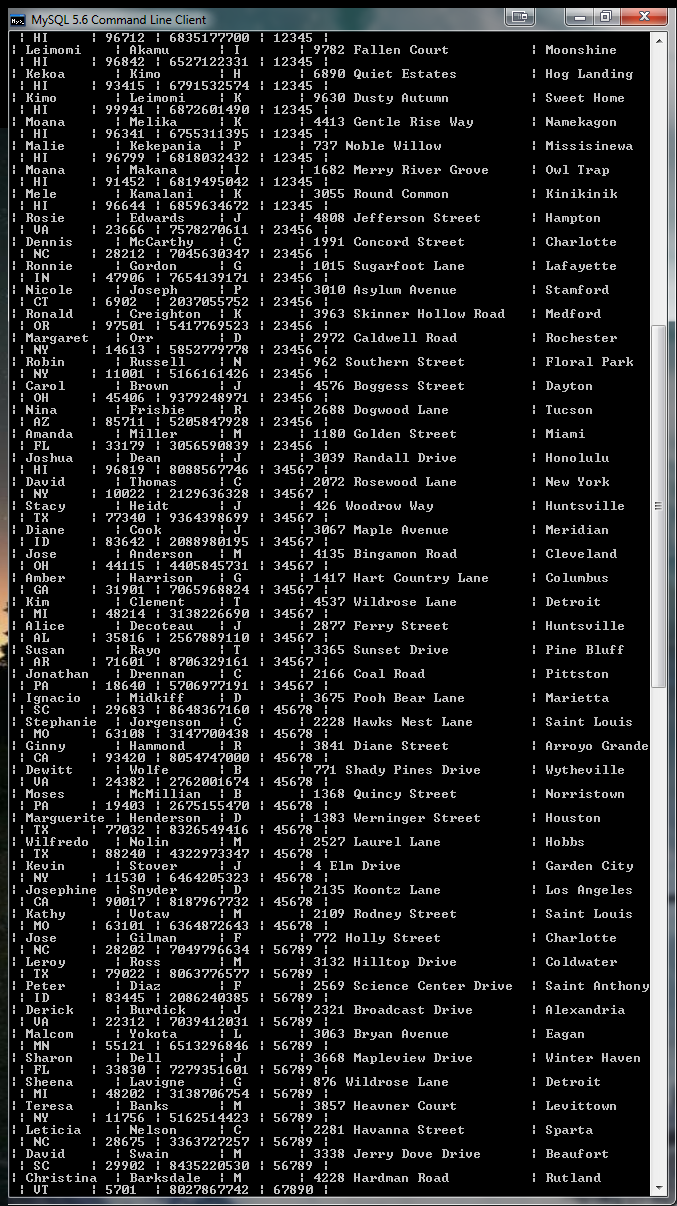 MySQL 5.6 Command Line Client
| HI | 96712 | 6835177700 | 12345 |
| Leimomi | Akamu | I | 9782 Fallen Court | Moonshine
| HI | 96842 | 6527122331 | 12345 |
| Kekoa | Kimo | H | 6890 Quiet Estates | Hog Landing
| HI | 93415 | 6791532574 | 12345 |
| Kimo | Leimomi | K | 9630 Dusty Autumn | Sweet Home
| HI | 99941 | 6872601490 | 12345 |
| Moana | Melika | K | 4413 Gentle Rise Way | Namekagon
| HI | 96341 | 6755311395 | 12345 |
| Malie | Kekepania | P | 737 Noble Willow | Missisinewa
| HI | 96799 | 6818032432 | 12345 |
| Moana | Makana | I | 1682 Merry River Grove | Owl Trap
| HI | 91452 | 6819495042 | 12345 |
| Mele | Kamalani | K | 3055 Round Common | Kinikinik
| HI | 96644 | 6859634672 | 12345 |
| Rosie | Edwards | J | 4808 Jefferson Street | Hampton
| VA | 23666 | 7578270611 | 23456 |
| Dennis | McCarthy | C | 1991 Concord Street | Charlotte
| NC | 28212 | 7045630347 | 23456 |
| Ronnie | Gordon | G | 1015 Sugarfoot Lane | Lafayette
| IN | 47906 | 7654139171 | 23456 |
| Nicole | Joseph | P | 3010 Asylum Avenue | Stamford
| CT | 6902 | 2037055752 | 23456 |
| Ronald | Creighton | K | 3963 Skinner Hollow Road | Medford
| OR | 97501 | 5417769523 | 23456 |
| Margaret | Orr | D | 2972 Caldwell Road | Rochester
| NY | 14613 | 5852779778 | 23456 |
| Robin | Russell | N | 962 Southern Street | Floral Park
| NY | 11001 | 5166161426 | 23456 |
| Carol | Brown | J | 4576 Boggess Street | Dayton
| OH | 45406 | 9379248971 | 23456 |
| Nina | Frisbie | R | 2688 Dogwood Lane | Tucson
| AZ | 85711 | 5205847928 | 23456 |
| Amanda | Miller | M | 1180 Golden Street | Miami
| FL | 33179 | 3056590839 | 23456 |
| Joshua | Dean | J | 3039 Randall Drive | Honolulu
| HI | 96819 | 8088567746 | 34567 |
| David | Thomas | C | 2072 Rosewood Lane | New York
| NY | 10022 | 2129636328 | 34567 |
| Stacy | Heidt | J | 426 Woodrow Way | Huntsville
| TX | 77340 | 9364398699 | 34567 |
| Diane | Cook | J | 3067 Maple Avenue | Meridian
| ID | 83642 | 2088980195 | 34567 |
| Jose | Anderson | M | 4135 Bingamon Road | Cleveland
| OH | 44115 | 4405845731 | 34567 |
| Amber | Harrison | G | 1417 Hart Country Lane | Columbus
| GA | 31901 | 7065968824 | 34567 |
| Kim | Clement | T | 4537 Wildrose Lane | Detroit
| MI | 48214 | 3138226690 | 34567 |
| Alice | Decoteau | J | 2877 Ferry Street | Huntsville
| AL | 35816 | 2567889110 | 34567 |
| Susan | Rayo | T | 3365 Sunset Drive | Pine Bluff
| AR | 71601 | 8706329161 | 34567 |
| Jonathan | Drennan | C | 2166 Coal Road | Pittston
| PA | 18640 | 5706977191 | 34567 |
| Ignacio | Midkiff | D | 3675 Pooh Bear Lane | Marietta
| SC | 29683 | 8648367160 | 45678 |
| Stephanie | Jorgenson | C | 2228 Hawks Nest Lane | Saint Louis
| MO | 63108 | 3147700438 | 45678 |
| Ginny | Hammond | R | 3841 Diane Street | Arroyo Grande
| CA | 93420 | 8054747000 | 45678 |
| Dewitt | Wolfe | B | 771 Shady Pines Drive | Wytheville
| VA | 24382 | 2762001674 | 45678 |
| Moses | McMillian | B | 1368 Quincy Street | Norristown
| PA | 19403 | 2675155470 | 45678 |
| Marguerite | Henderson | D | 1383 Werninger Street | Houston
| TX | 77032 | 8326549416 | 45678 |
| Wilfredo | Nolin | M | 2527 Laurel Lane | Hobbs
| TX | 88240 | 4322973347 | 45678 |
| Kevin | Stover | J | 4 Elm Drive | Garden City
| NY | 11530 | 6464205323 | 45678 |
| Josephine | Snyder | D | 2135 Koontz Lane | Los Angeles
| CA | 90017 | 8187967732 | 45678 |
| Kathy | Votaw | M | 2109 Rodney Street | Saint Louis
| MO | 63101 | 6364872643 | 45678 |
| Jose | Gilman | F | 772 Holly Street | Charlotte
| NC | 28202 | 7049796634 | 56789 |
| Leroy | Ross | M | 3132 Hilltop Drive | Coldwater
| TX | 79022 | 8063776577 | 56789 |
| Peter | Diaz | F | 2569 Science Center Drive | Saint Anthony
| ID | 83445 | 2086240385 | 56789 |
| Derick | Burdick | J | 2321 Broadcast Drive | Alexandria
| VA | 22312 | 7039412031 | 56789 |
| Malcom | Yokota | L | 3063 Bryan Avenue | Eagan
| MN | 55121 | 6513296846 | 56789 |
| Sharon | Dell | J | 3668 Mapleview Drive | Winter Haven
| FL | 33830 | 7279351601 | 56789 |
| Sheena | Lavigne | G | 876 Wildrose Lane | Detroit
| MI | 48202 | 3138706754 | 56789 |
| Teresa | Banks | M | 3857 Heavner Court | Levittown
| NY | 11756 | 5162514423 | 56789 |
| Leticia | Nelson | C | 2281 Havanna Street | Sparta
| NC | 28675 | 3363727257 | 56789 |
| David | Swain | M | 3338 Jerry Dove Drive | Beaufort
| SC | 29902 | 8435220530 | 56789 |
| Christina | Barksdale | M | 4228 Hardman Road | Rutland
| VT | 5701 | 8027867742 | 67890 |